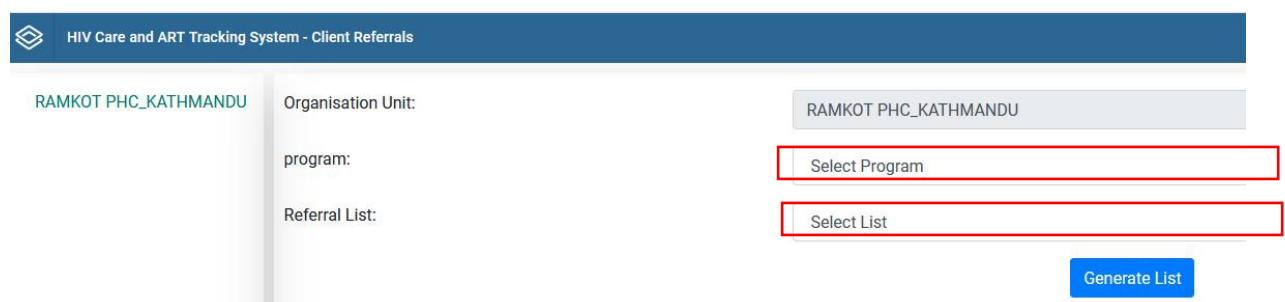 HIV Care and ART Tracking System - Client Referrals
RAMKOT PHC_KATHMANDU
Organisation Unit:
RAMKOT PHC_KATHMANDU
program:
Select Program
Referral List:
Select List
Generate List